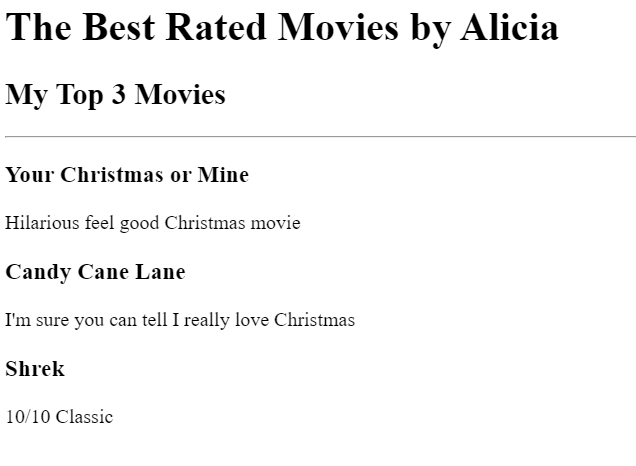 The Best Rated Movies by Alicia
My Top 3 Movies
Your Christmas or Mine
Hilarious feel good Christmas movie
Candy Cane Lane
I'm sure you can tell I really love Christmas
Shrek
10/10 Classic